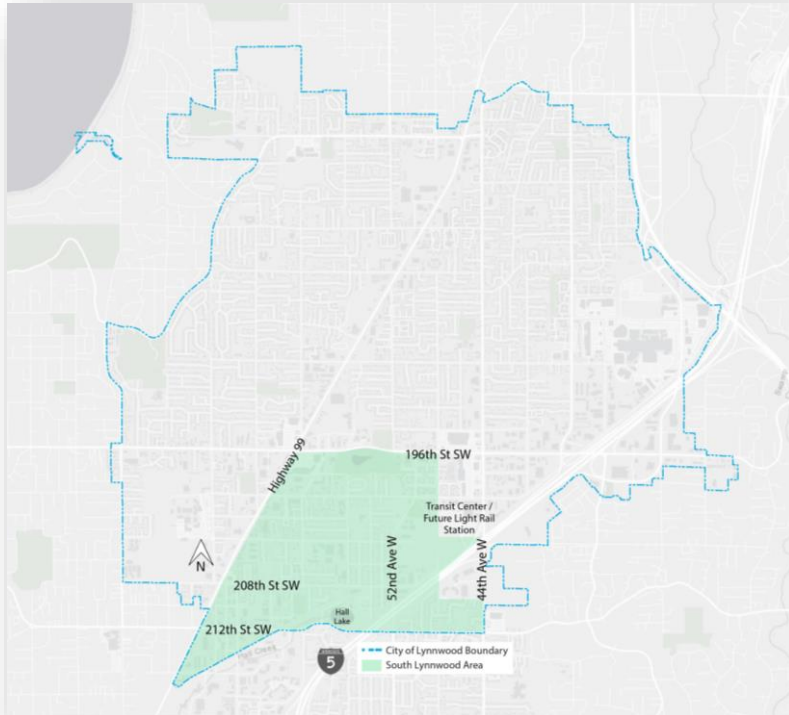 196th St SW
Highway 99
Transit Center /
Future Light Rail
Station
52nd Ave W
44th Ave W
N
208th St SW
Hall
Lake
212th St SW
5
City of Lynnwood Boundary
South Lynnwood Area